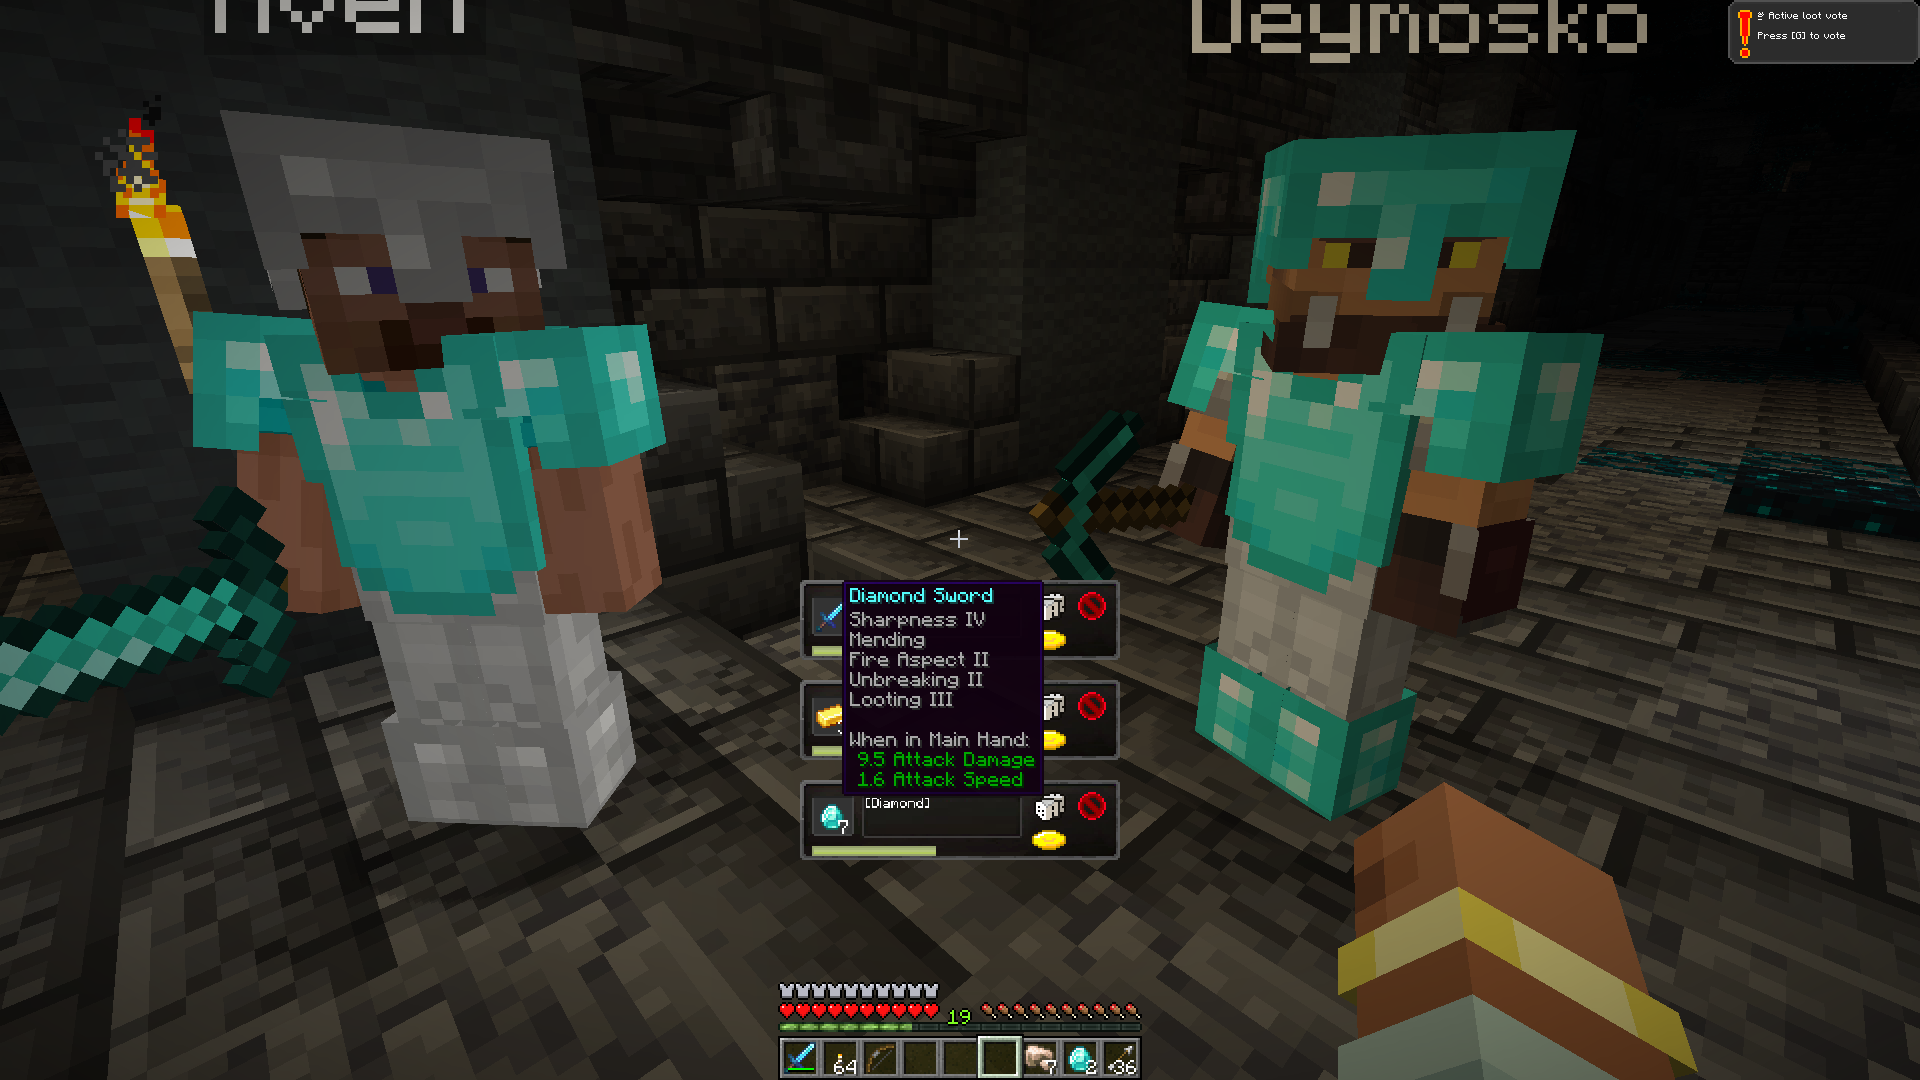 Deymosko
⚲ Active loot vote
Press [G] to vote
Diamond Sword
Sharpness IV
Mending
Fire Aspect II
Unbreaking II
Looting III
When in Main Hand:
9.5 Attack Damage
1.6 Attack Speed
[Diamond]
7
19
64
7
2
+36